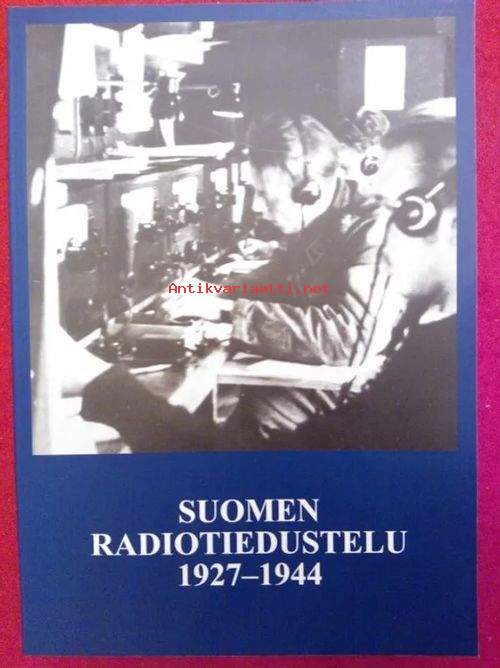 Antikvariaatti.net
SUOMEN
RADIOTIEDUSTELU
1927–1944